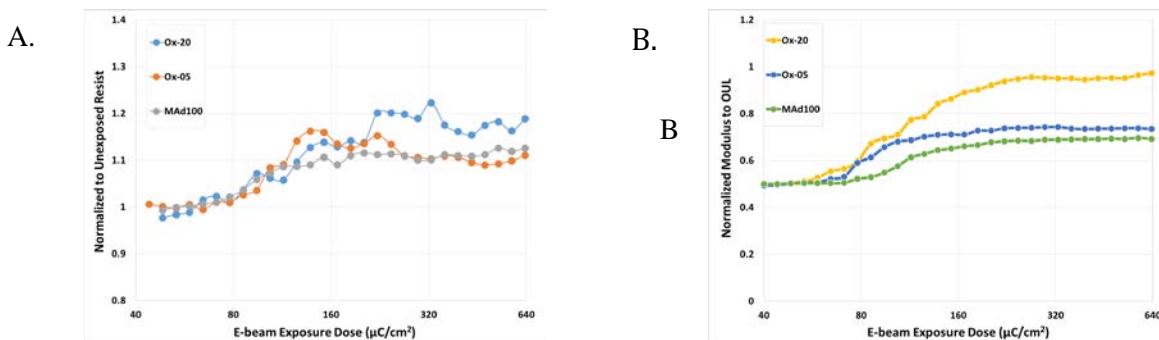 A.
Normalized to Unexposed Resist
1.4
1.3
1.2
1.1
1
0.9
0.8
Ox-20
Ox-05
MAd100
40 80 160 320 640
E-beam Exposure Dose (µC/cm²)
B.
B
Normalized Modulus to OUL
1.2
1
0.8
0.6
0.4
0.2
0
Ox-20
Ox-05
MAd100
40 80 160 320 640
E-beam Exposure Dose (µC/cm²)